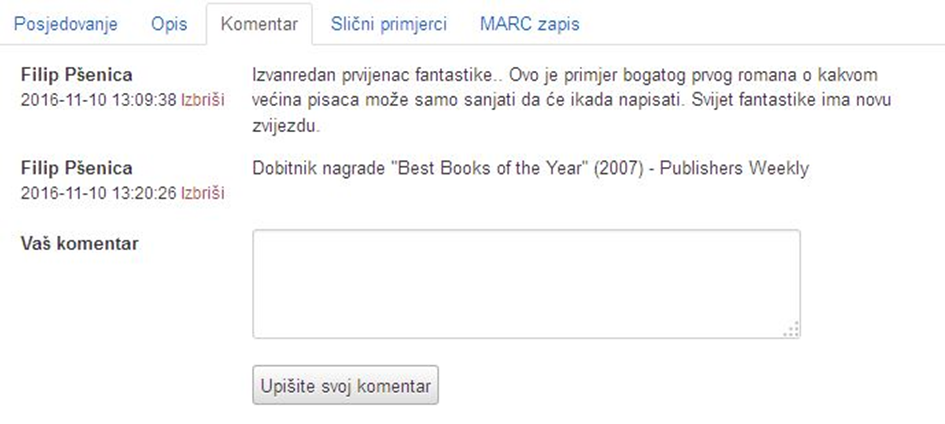 Posjedovanje Opis Komentar Slični primjerci MARC zapis
Filip Pšenica
2016-11-10 13:09:38 Izbriši
Izvanredan prvijenac fantastike.. Ovo je primjer bogatog prvog romana o kakvom
većina pisaca može samo sanjati da će ikada napisati. Svijet fantastike ima novu
zvijezdu.
Filip Pšenica
2016-11-10 13:20:26 Izbriši
Dobitnik nagrade "Best Books of the Year" (2007) - Publishers Weekly
Vaš komentar
Upišite svoj komentar